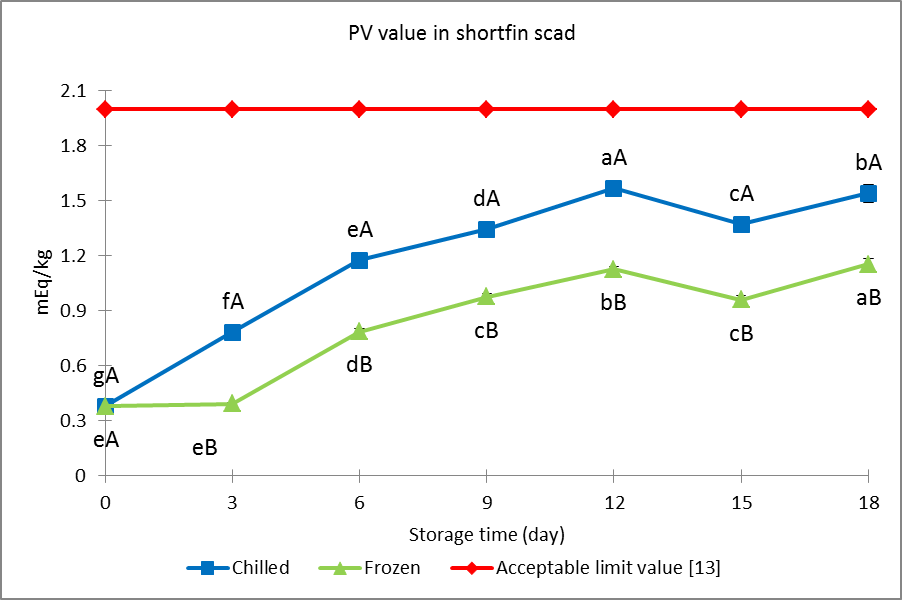 PV value in shortfin scad
2.1
1.8
1.5
1.2
0.9
0.6
0.3
0
mEq/kg
gA
fA
eA
dA
aA
cA
bA
eA
eB
dB
cB
bB
cB
aB
0 3 6 9 12 15 18
Storage time (day)
Chilled Frozen Acceptable limit value [13]